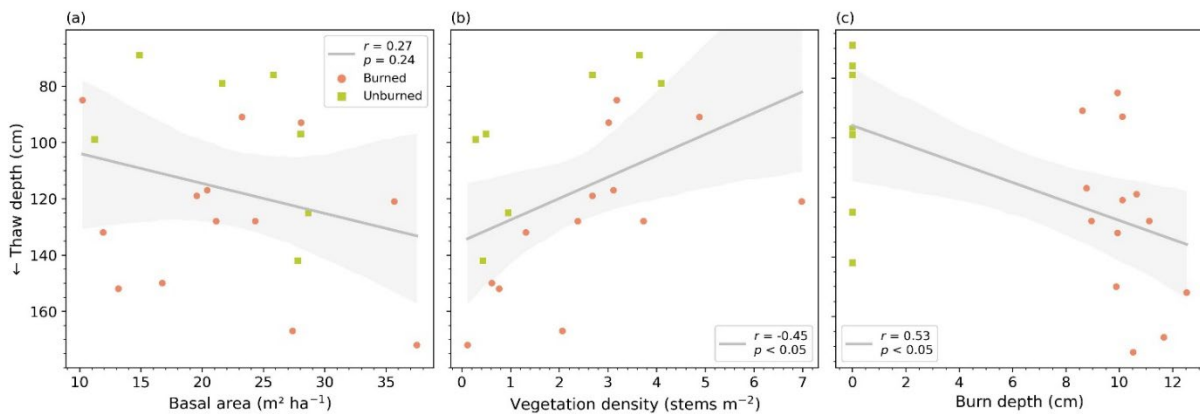 (a)
(b)
(c)
← Thaw depth (cm)
80
100
120
140
160
r = 0.27
p = 0.24
Burned
Unburned
r = -0.45
p < 0.05
r = 0.53
p < 0.05
10 15 20 25 30 35
0 1 2 3 4 5 6 7
0 2 4 6 8 10 12
Basal area (m² ha⁻¹)
Vegetation density (stems m⁻²)
Burn depth (cm)